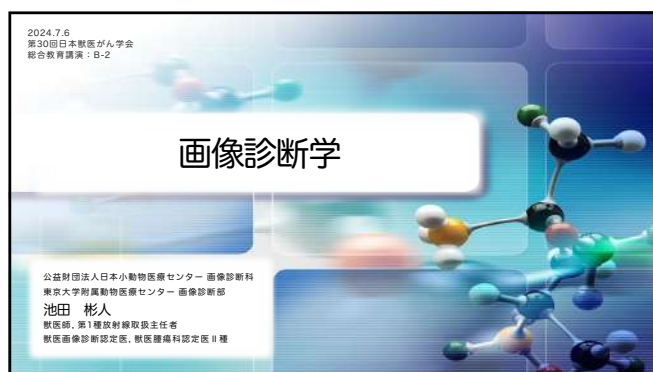 2024.7.6
第30回日本獣医がん学会
総合教育講演：B-2
画像診断学
公益財団法人日本小動物医療センター 画像診断科
東京大学附属動物医療センター 画像診断部
池田　彬人
獣医師, 第1種放射線取扱主任者
獣医画像診断認定医, 獣医腫瘍科認定医Ⅱ種